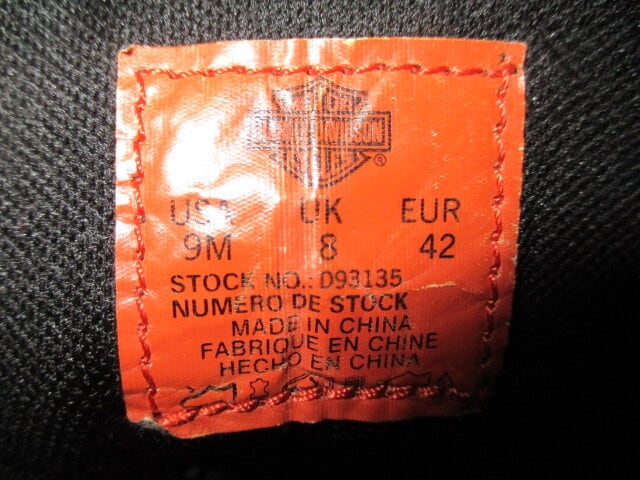 HARLEY-DAVIDSON
®
USA UK EUR
9M 8 42
STOCK NO.: D93135
NUMERO DE STOCK
MADE IN CHINA
FABRIQUE EN CHINE
HECHO EN CHINA